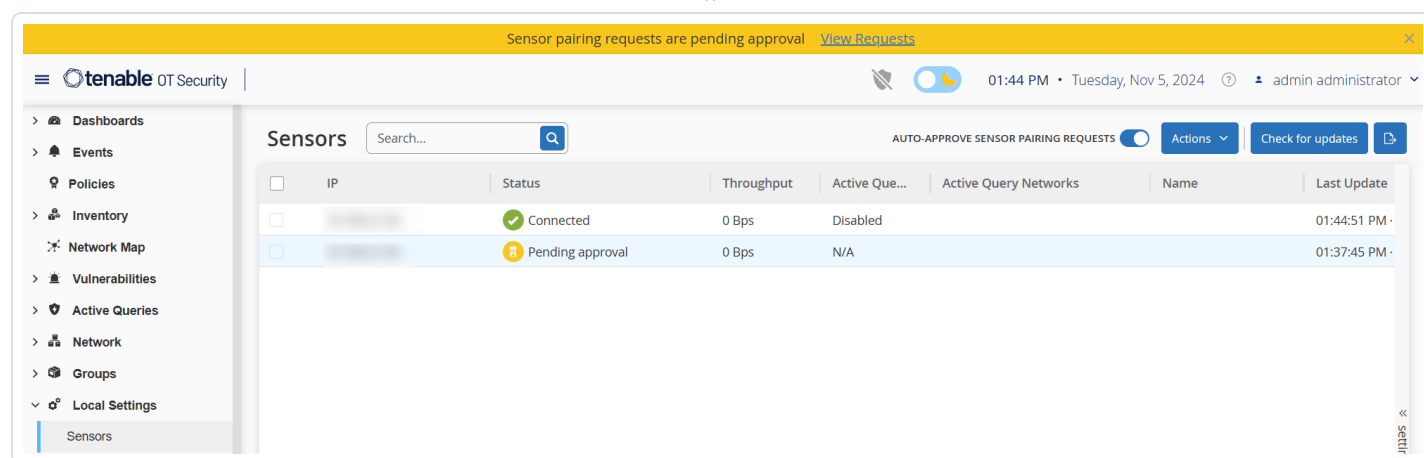 Sensor pairing requests are pending approval View Requests
tenable OT Security
01:44 PM • Tuesday, Nov 5, 2024 admin administrator
Dashboards
Events
Policies
Inventory
Network Map
Vulnerabilities
Active Queries
Network
Groups
Local Settings
Sensors
Sensors Search... AUTO-APPROVE SENSOR PAIRING REQUESTS Actions Check for updates
IP Status Throughput Active Que... Active Query Networks Name Last Update
Connected 0 Bps Disabled 01:44:51 PM ·
Pending approval 0 Bps N/A 01:37:45 PM ·